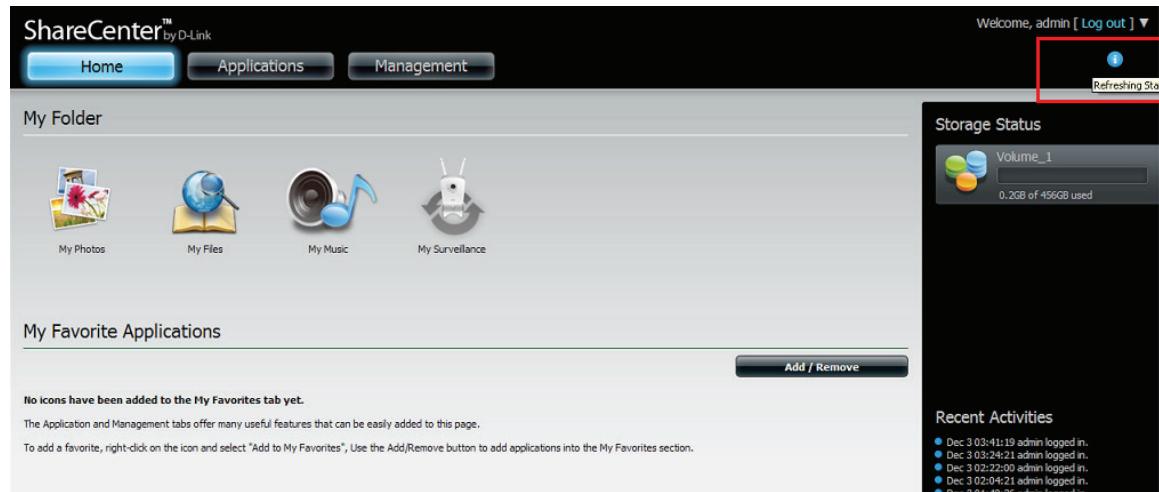 ShareCenter™ by D-Link
Welcome, admin [ Log out ] ▼
Home Applications Management
Refreshing Sta
My Folder
Storage Status
Volume_1
0.2GB of 456GB used
My Photos My Files My Music My Surveillance
My Favorite Applications
Add / Remove
No icons have been added to the My Favorites tab yet.
The Application and Management tabs offer many useful features that can be easily added to this page.
To add a favorite, right-click on the icon and select "Add to My Favorites", Use the Add/Remove button to add applications into the My Favorites section.
Recent Activities
Dec 3 03:41:19 admin logged in.
Dec 3 03:24:21 admin logged in.
Dec 3 02:22:00 admin logged in.
Dec 3 02:04:21 admin logged in.